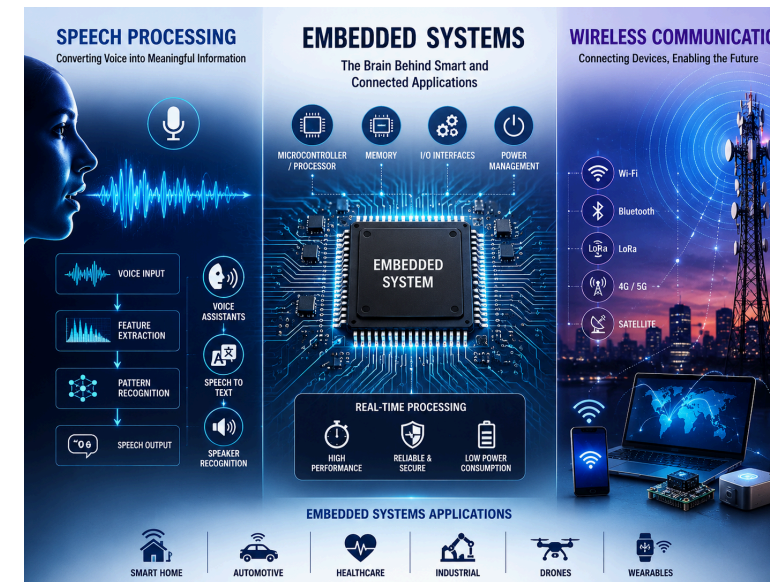 SPEECH PROCESSING
Converting Voice into Meaningful Information
VOICE INPUT
FEATURE
EXTRACTION
PATTERN
RECOGNITION
SPEECH OUTPUT
VOICE
ASSISTANTS
SPEECH TO
TEXT
SPEAKER
RECOGNITION
EMBEDDED SYSTEMS
The Brain Behind Smart and
Connected Applications
MICROCONTROLLER
/ PROCESSOR
MEMORY
I/O INTERFACES
POWER
MANAGEMENT
EMBEDDED
SYSTEM
REAL-TIME PROCESSING
HIGH
PERFORMANCE
RELIABLE &
SECURE
LOW POWER
CONSUMPTION
WIRELESS COMMUNICATIO
Connecting Devices, Enabling the Future
Wi-Fi
Bluetooth
LoRa LoRa
4G / 5G
SATELLITE
EMBEDDED SYSTEMS APPLICATIONS
SMART HOME
AUTOMOTIVE
HEALTHCARE
INDUSTRIAL
DRONES
WEARABLES